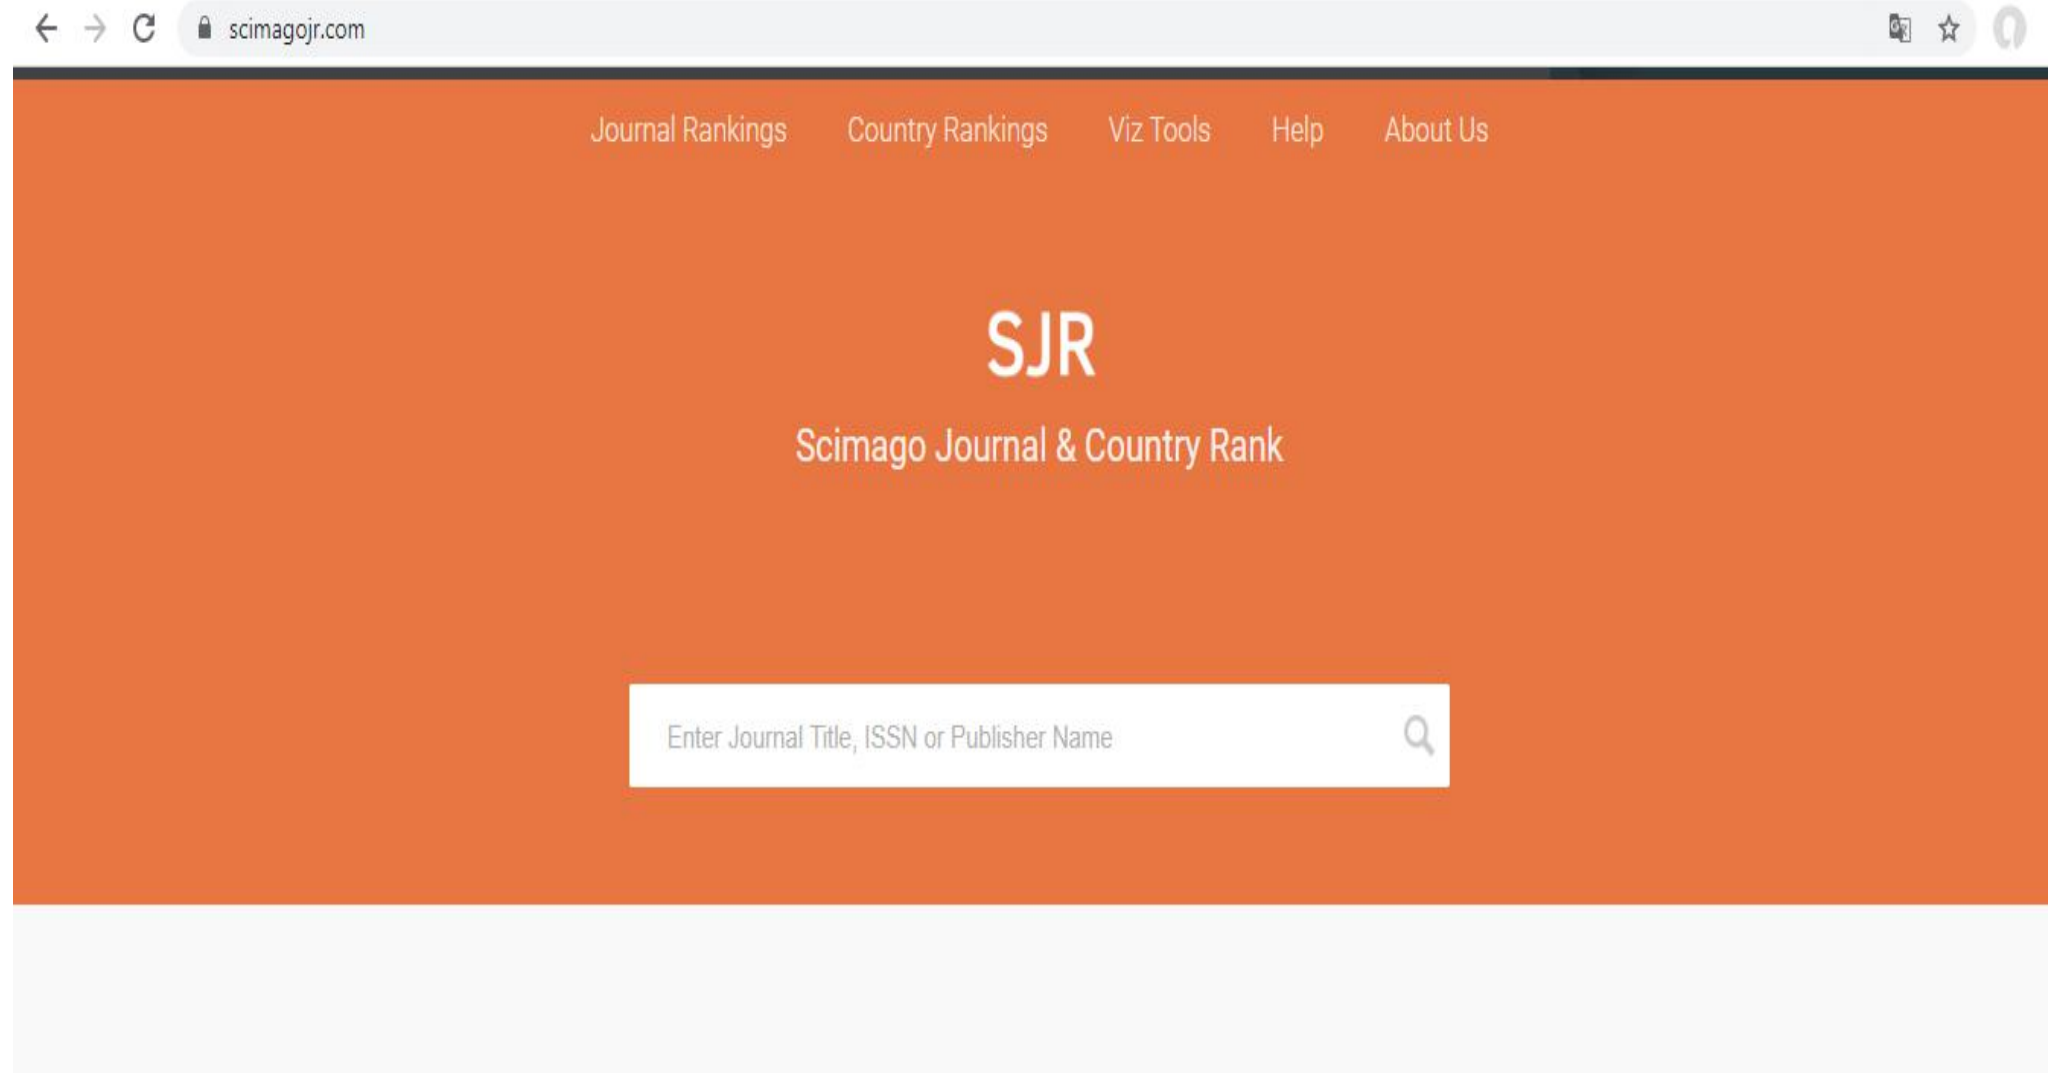 scimagojr.com
Journal Rankings Country Rankings Viz Tools Help About Us
SJR
Scimago Journal & Country Rank
Enter Journal Title, ISSN or Publisher Name